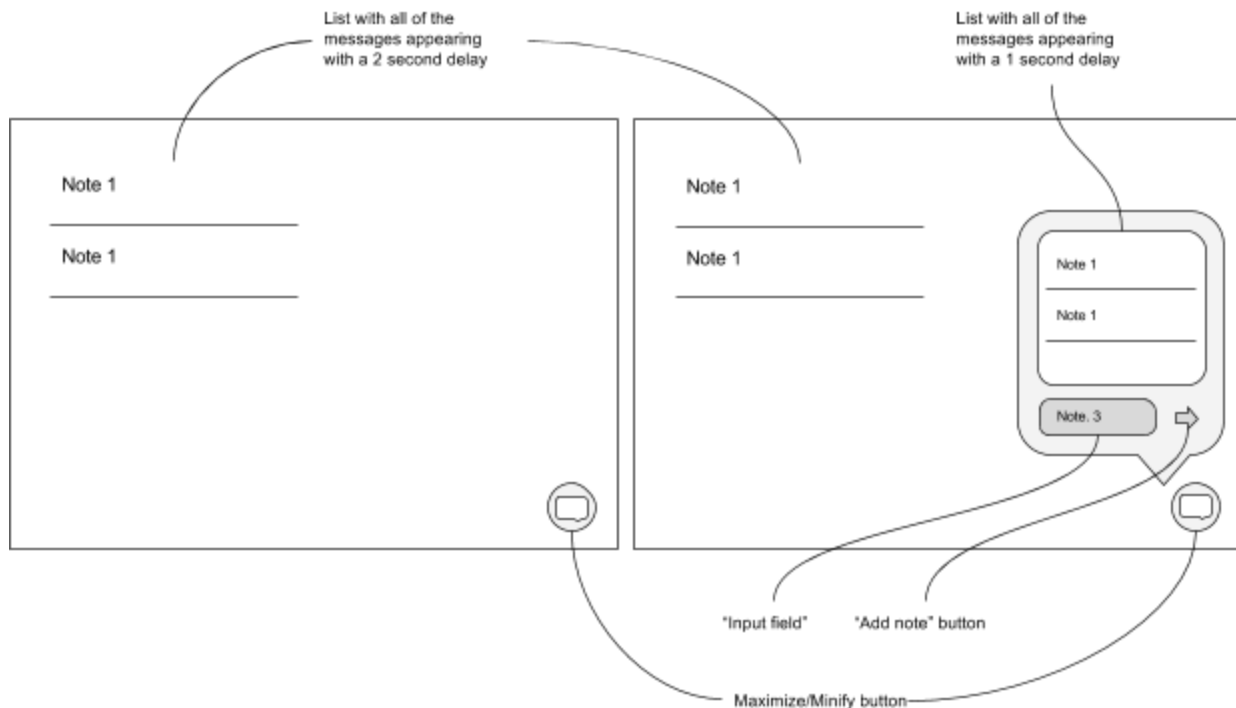 List with all of the
messages appearing
with a 2 second delay
List with all of the
messages appearing
with a 1 second delay
Note 1
Note 1
Note 1
Note 1
Note 1
Note 1
Note. 3
"Input field"
"Add note" button
Maximize/Minify button